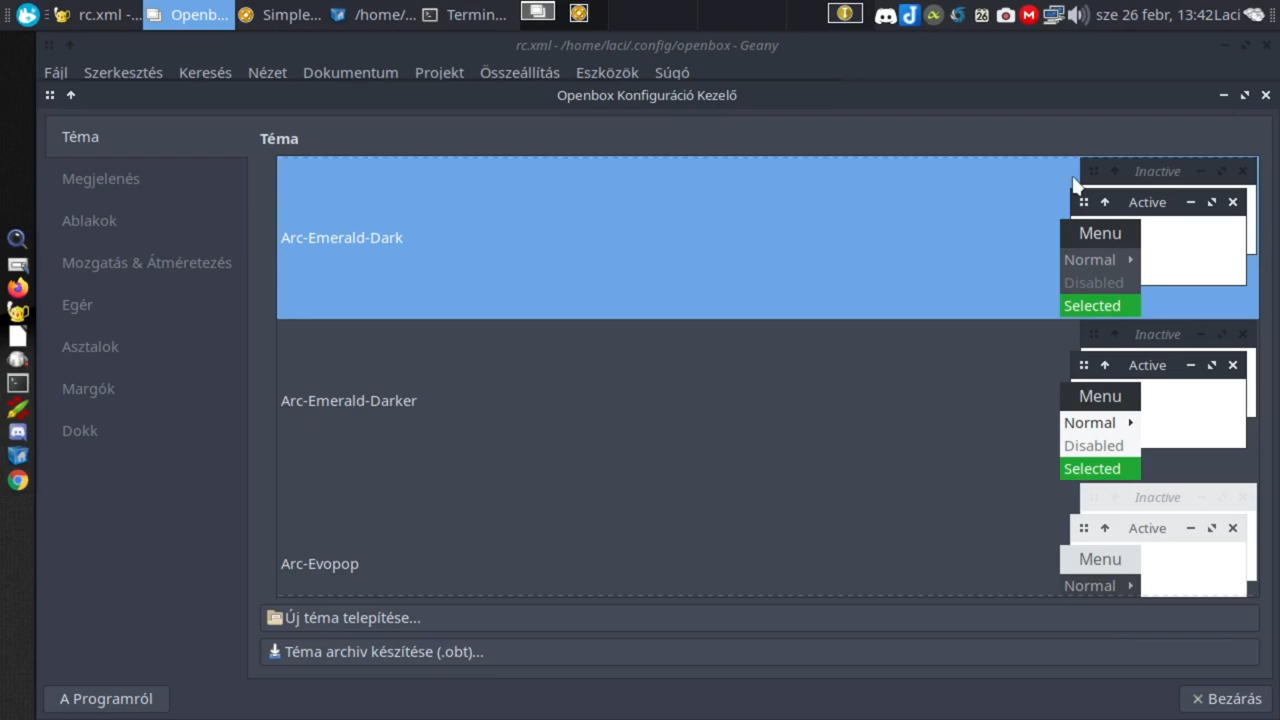 rc.xml -... Openb... Simple... /home/... Termin... sze 26 febr, 13:42 Laci
rc.xml - /home/laci/.config/openbox - Geany
Fájl Szerkesztés Keresés Nézet Dokumentum Projekt Összeállítás Eszközök Súgó
Openbox Konfiguráció Kezelő
Téma
Megjelenés
Ablakok
Mozgatás & Átméretezés
Egér
Asztalok
Margók
Dokk
Téma
Arc-Emerald-Dark
Inactive
Active
Menu
Normal
Disabled
Selected
Arc-Emerald-Darker
Inactive
Active
Menu
Normal
Disabled
Selected
Arc-Evopop
Inactive
Active
Menu
Normal
Új téma telepítése...
Téma archiv készítése (.obt)...
A Programról
Bezárás